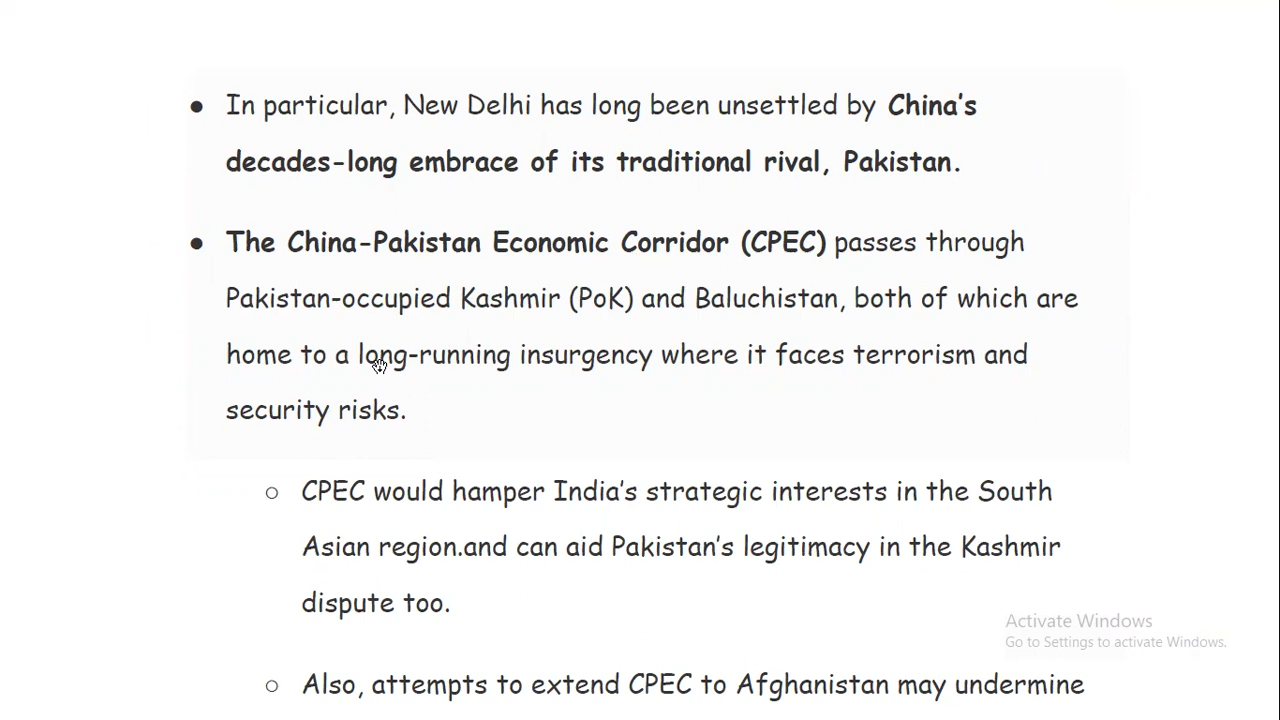 ● In particular, New Delhi has long been unsettled by China's
decades-long embrace of its traditional rival, Pakistan.
● The China-Pakistan Economic Corridor (CPEC) passes through
Pakistan-occupied Kashmir (PoK) and Baluchistan, both of which are
home to a long-running insurgency where it faces terrorism and
security risks.
○ CPEC would hamper India's strategic interests in the South
Asian region.and can aid Pakistan's legitimacy in the Kashmir
dispute too.
Activate Windows
Go to Settings to activate Windows.
○ Also, attempts to extend CPEC to Afghanistan may undermine